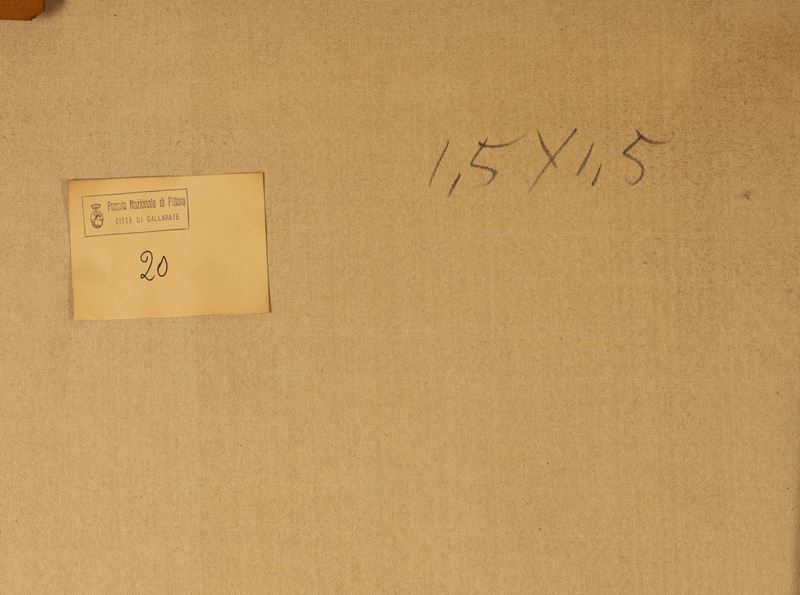 1,5 X 1,5
Premio Nazionale di Pittura
CITTÀ DI GALLARATE
20